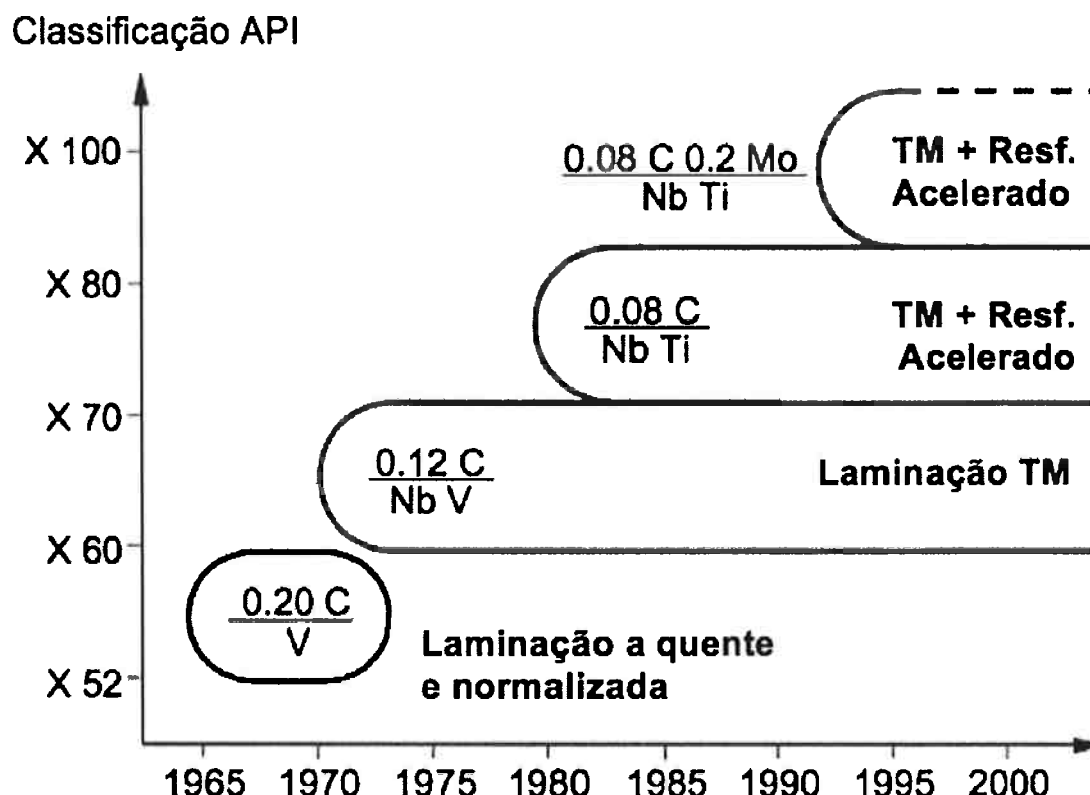 Classificação API
X 100
0.08 C 0.2 Mo
Nb Ti
TM + Resf.
Acelerado
X 80
0.08 C
Nb Ti
TM + Resf.
Acelerado
X 70
0.12 C
Nb V
Laminação TM
X 60
0.20 C
V
Laminação a quente
e normalizada
X 52
1965 1970 1975 1980 1985 1990 1995 2000